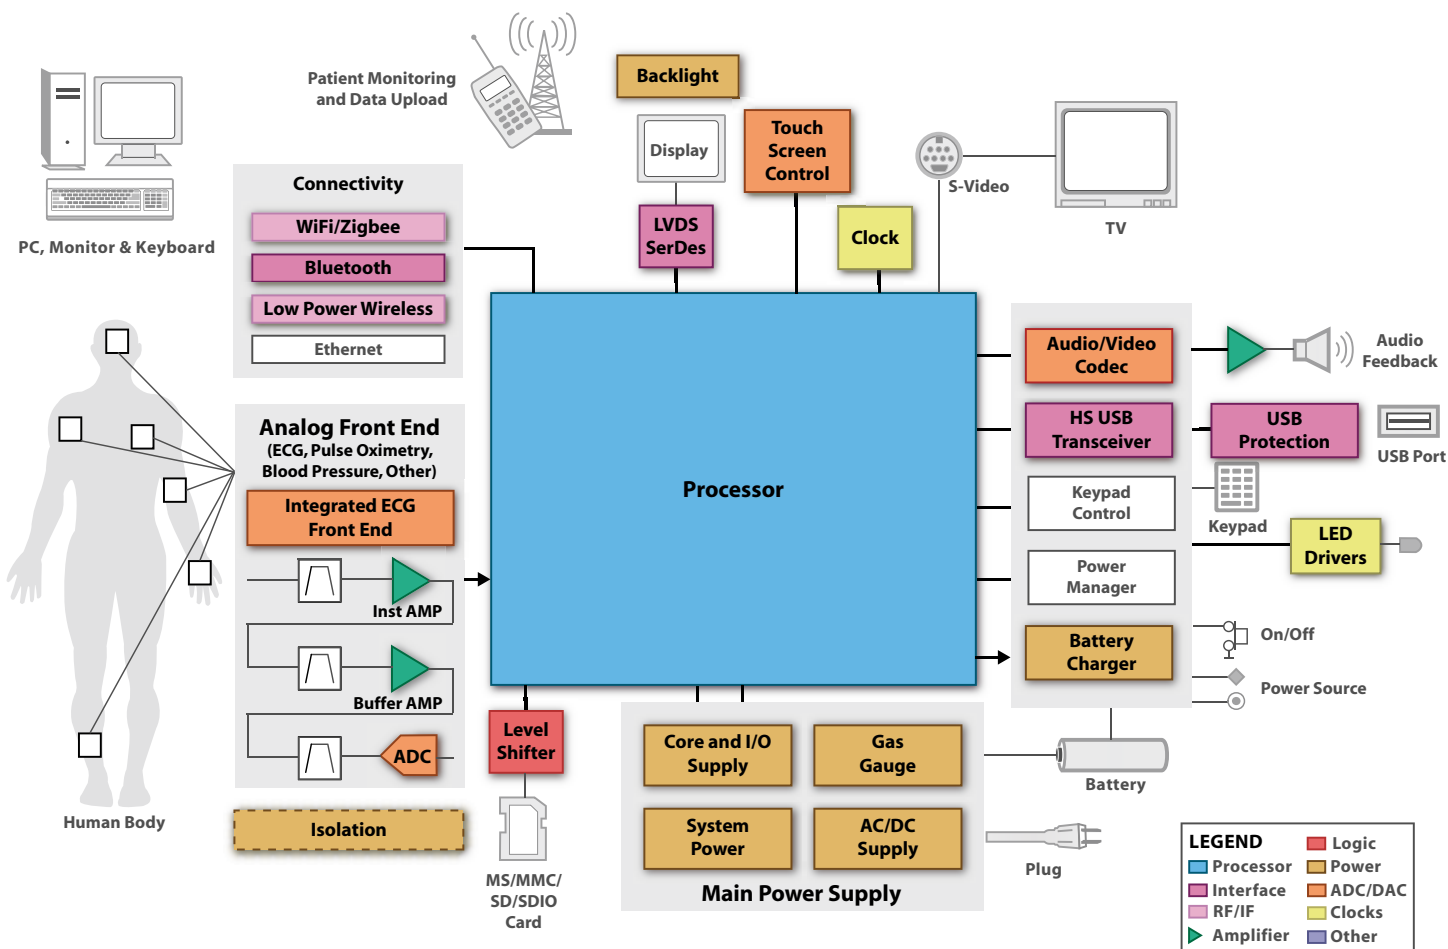 Patient Monitoring
and Data Upload
Backlight
Display
Touch
Screen
Control
S-Video
TV
PC, Monitor & Keyboard
Connectivity
WiFi/Zigbee
Bluetooth
Low Power Wireless
Ethernet
LVDS
SerDes
Clock
Analog Front End
(ECG, Pulse Oximetry,
Blood Pressure, Other)
Integrated ECG
Front End
Inst AMP
Buffer AMP
ADC
Human Body
Isolation
Processor
Audio/Video
Codec
Audio
Feedback
HS USB
Transceiver
USB
Protection
USB Port
Keypad
Control
Keypad
Power
Manager
LED
Drivers
Battery
Charger
On/Off
Power Source
Level
Shifter
MS/MMC/
SD/SDIO
Card
Core and I/O
Supply
Gas
Gauge
System
Power
AC/DC
Supply
Main Power Supply
Battery
Plug
LEGEND
Processor
Interface
RF/IF
Amplifier
Logic
Power
ADC/DAC
Clocks
Other